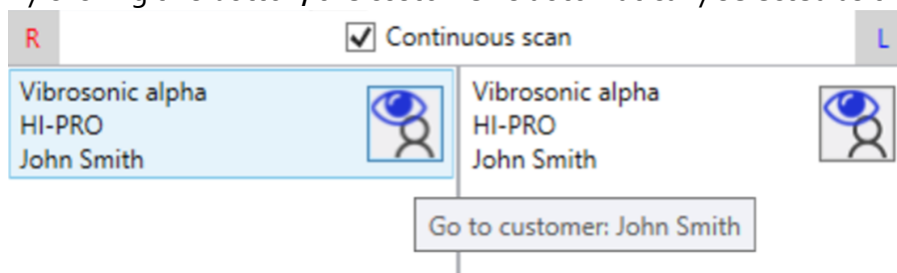 R
Continuous scan
L
Vibrosonic alpha
HI-PRO
John Smith
Vibrosonic alpha
HI-PRO
John Smith
Go to customer: John Smith